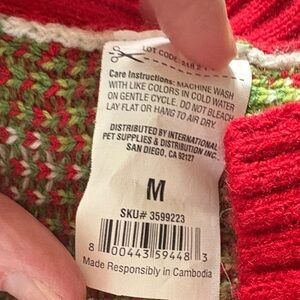 LOT CODE:
Care Instructions: MACHINE WASH
WITH LIKE COLORS IN COLD WATER
ON GENTLE CYCLE. DO NOT BLEACH
LAY FLAT OR HANG TO AIR DRY.
DISTRIBUTED BY INTERNATIONAL
PET SUPPLIES & DISTRIBUTION INC.,
SAN DIEGO, CA 92127
M
SKU# 3599223
8 00443 59448 3
Made Responsibly in Cambodia